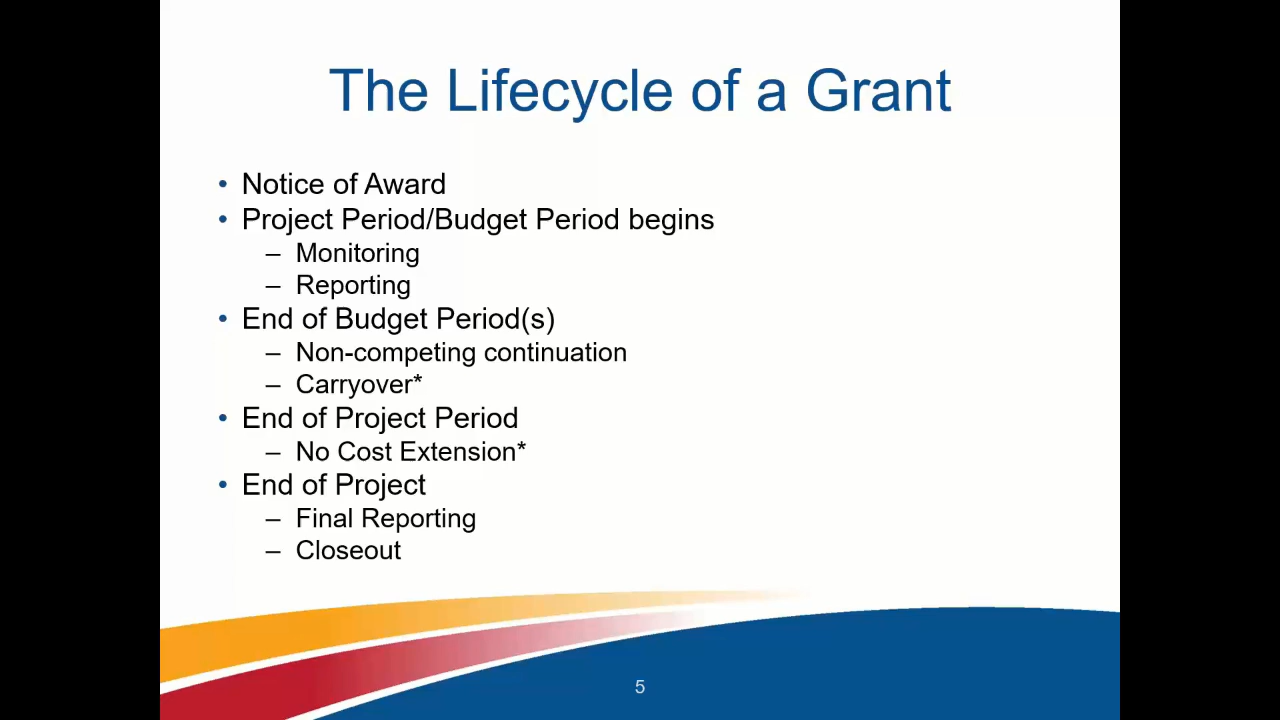 The Lifecycle of a Grant
• Notice of Award
• Project Period/Budget Period begins
– Monitoring
– Reporting
• End of Budget Period(s)
– Non-competing continuation
– Carryover*
• End of Project Period
– No Cost Extension*
• End of Project
– Final Reporting
– Closeout
5